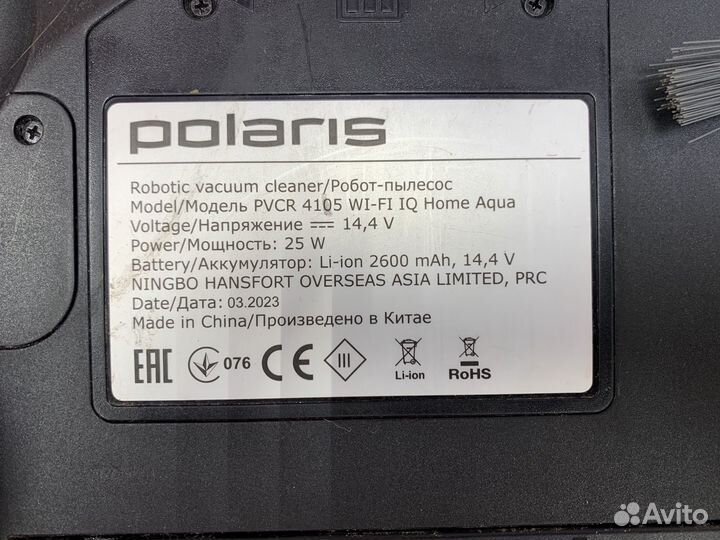 polaris
Robotic vacuum cleaner/Робот-пылесос
Model/Модель PVCR 4105 WI-FI IQ Home Aqua
Voltage/Напряжение 14,4 V
Power/Мощность: 25 W
Battery/Аккумулятор: Li-ion 2600 mAh, 14,4 V
NINGBO HANSFORT OVERSEAS ASIA LIMITED, PRC
Date/Дата: 03.2023
Made in China/Произведено в Китае
EAC 076 CE III Li-ion RoHS
Avito